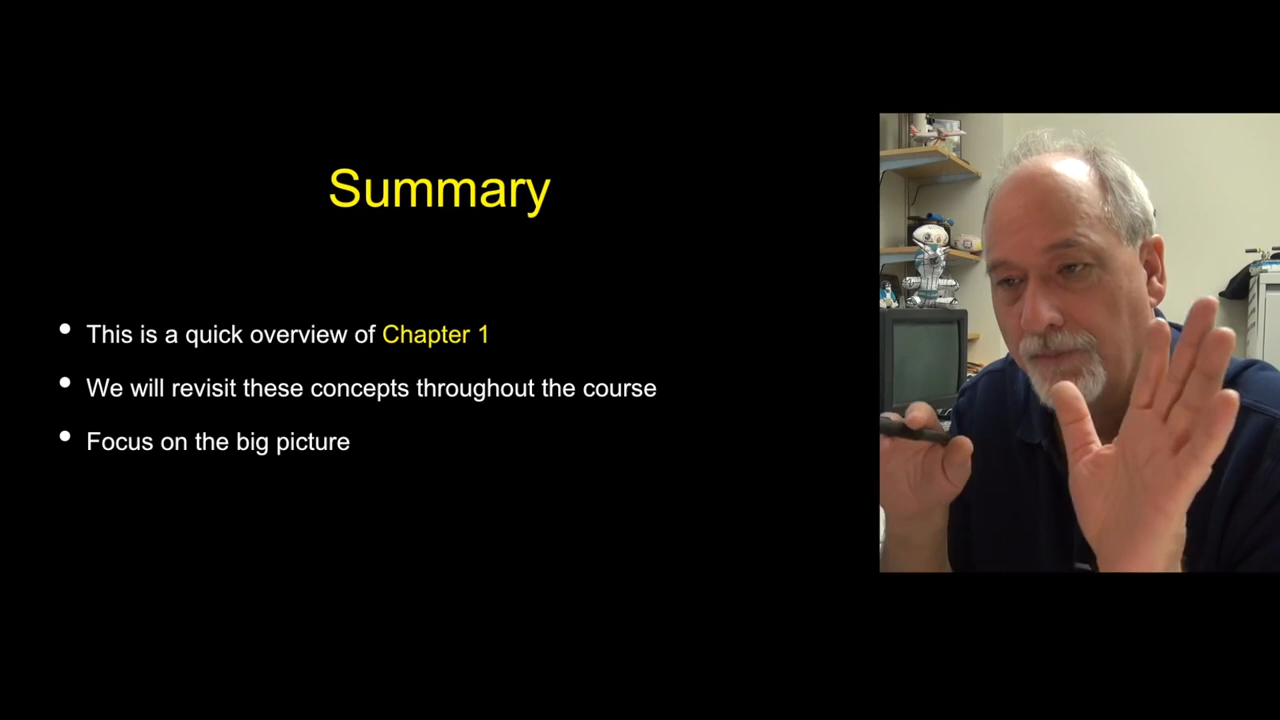 Summary
• This is a quick overview of Chapter 1
• We will revisit these concepts throughout the course
• Focus on the big picture